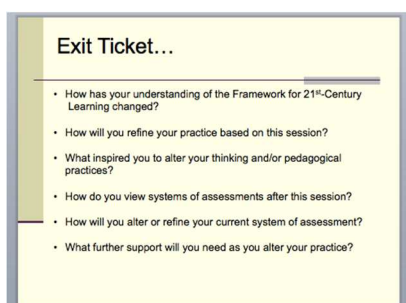 Exit Ticket...
• How has your understanding of the Framework for 21st-Century
Learning changed?
• How will you refine your practice based on this session?
• What inspired you to alter your thinking and/or pedagogical
practices?
• How do you view systems of assessments after this session?
• How will you alter or refine your current system of assessment?
• What further support will you need as you alter your practice?